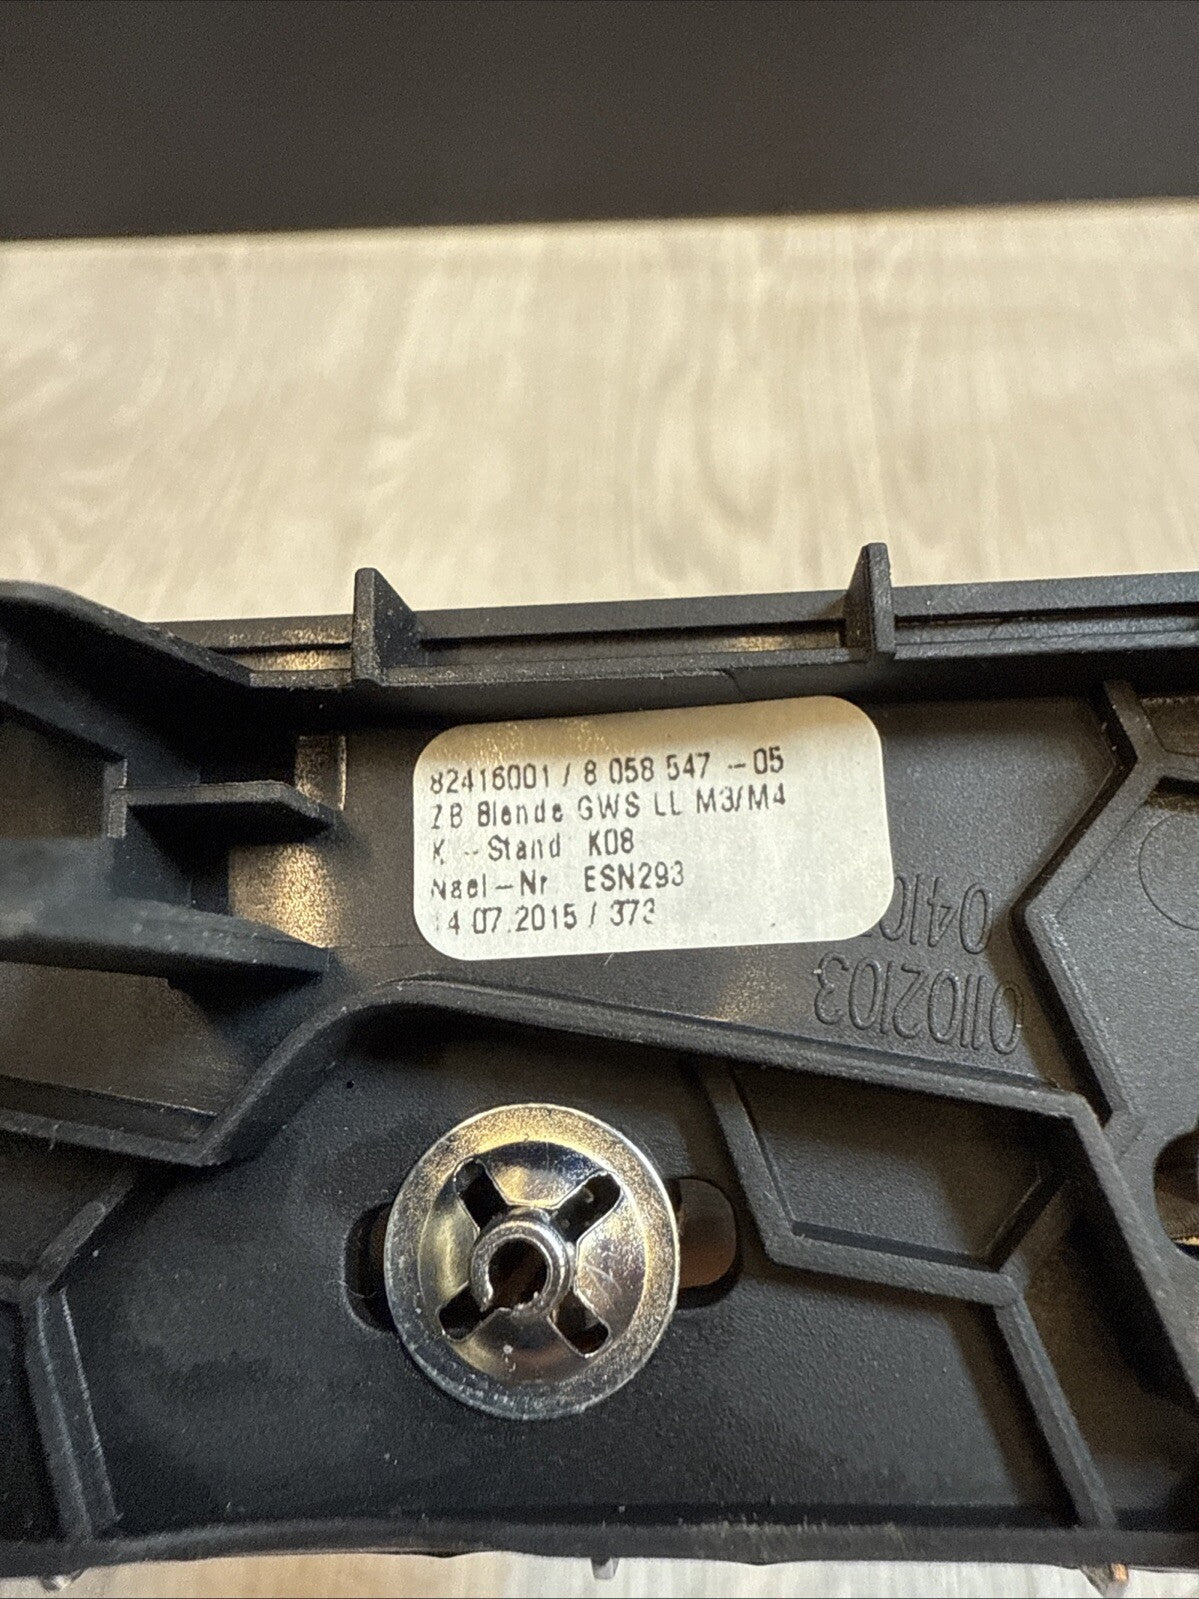 82416001 / 8 058 547 -- 05
ZB Blende GWS LL M3/M4
K -- Stand K08
Nael-Nr ESN293
14.07.2015 / 373
01102103